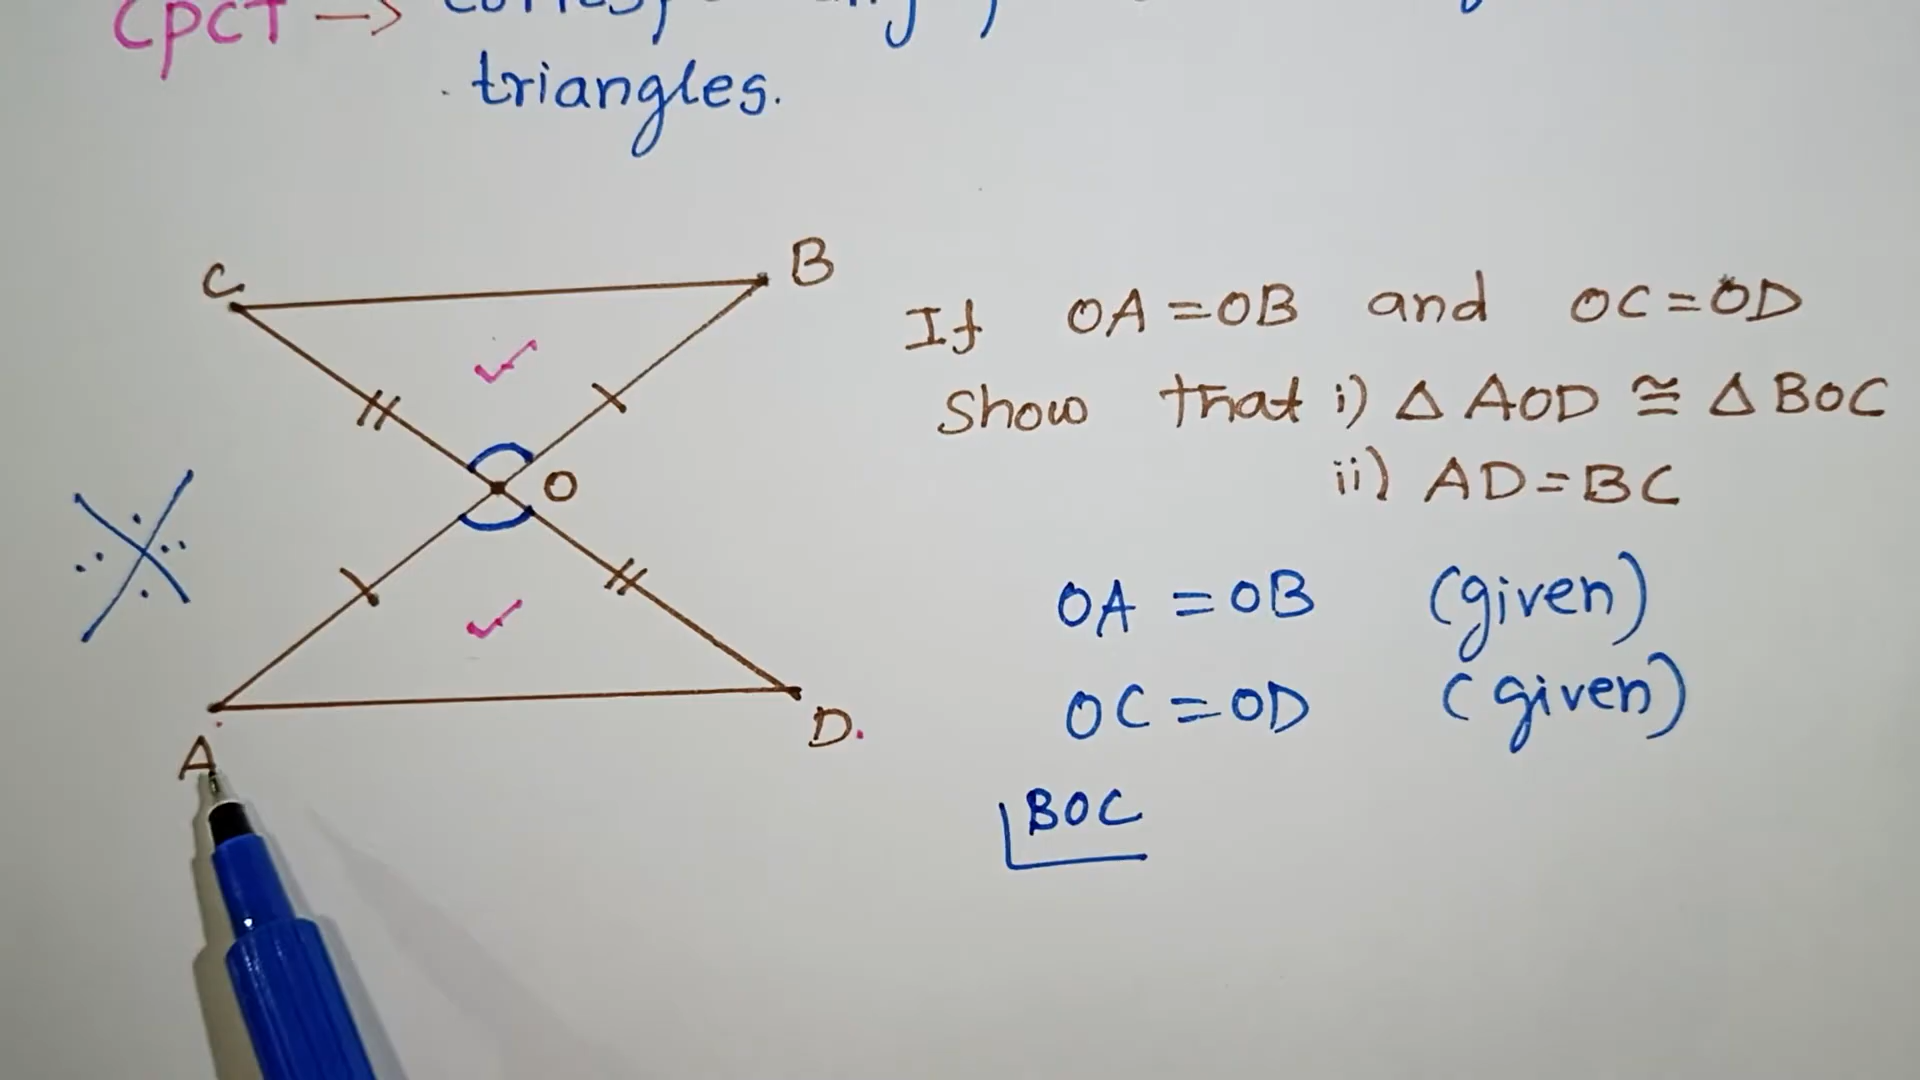 CPCT →
triangles.
C
B
If OA = OB and OC = OD
Show that i) △ AOD ≅ △ BOC
ii) AD = BC
O
OA = OB (given)
OC = OD (given)
A
D.
BOC